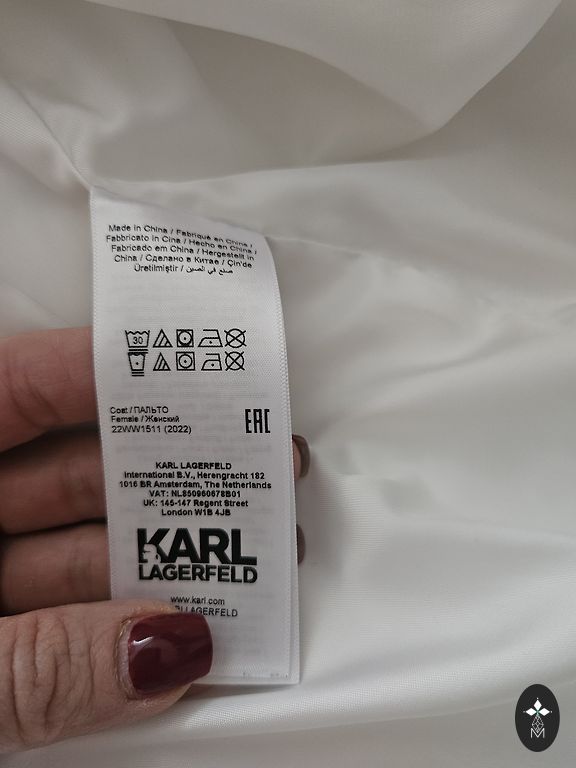 Made in China / Fabriqué en Chine /
Fabbricato in Cina / Hecho en China /
Fabricado em China / Hergestellt in
China / Сделано в Китае / Çin'de
Üretilmiştir / صنع في الصين
30
Coat / ПАЛЬТО
Female / Женский
22WW1511 (2022)
EAC
KARL LAGERFELD
International B.V., Herengracht 182
1016 BR Amsterdam, The Netherlands
VAT: NL850960678B01
UK: 145-147 Regent Street
London W1B 4JB
KARL
LAGERFELD
www.karl.com
LAGERFELD
M